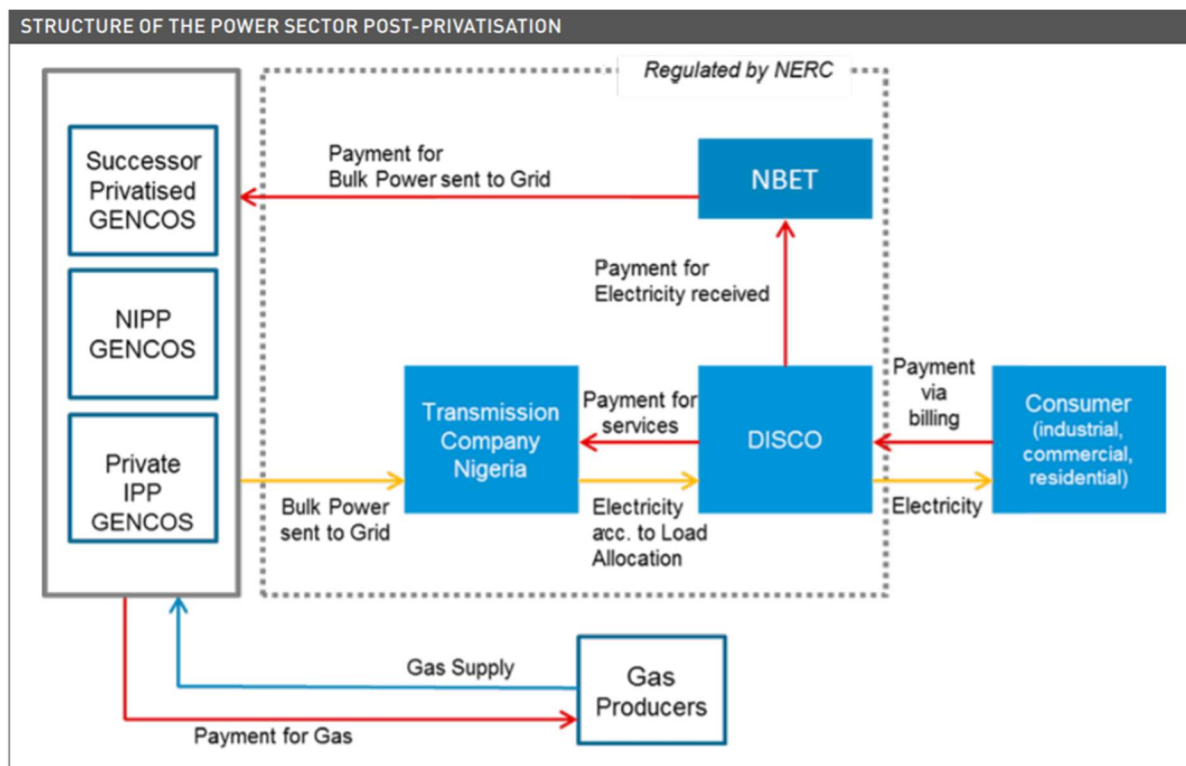 STRUCTURE OF THE POWER SECTOR POST-PRIVATISATION
Regulated by NERC
Successor
Privatised
GENCOS
NIPP
GENCOS
Private
IPP
GENCOS
Payment for
Bulk Power sent to Grid
NBET
Payment for
Electricity received
Transmission
Company
Nigeria
Payment for
services
DISCO
Payment
via
billing
Consumer
(industrial,
commercial,
residential)
Bulk Power
sent to Grid
Electricity
acc. to Load
Allocation
Electricity
Gas Supply
Gas
Producers
Payment for Gas